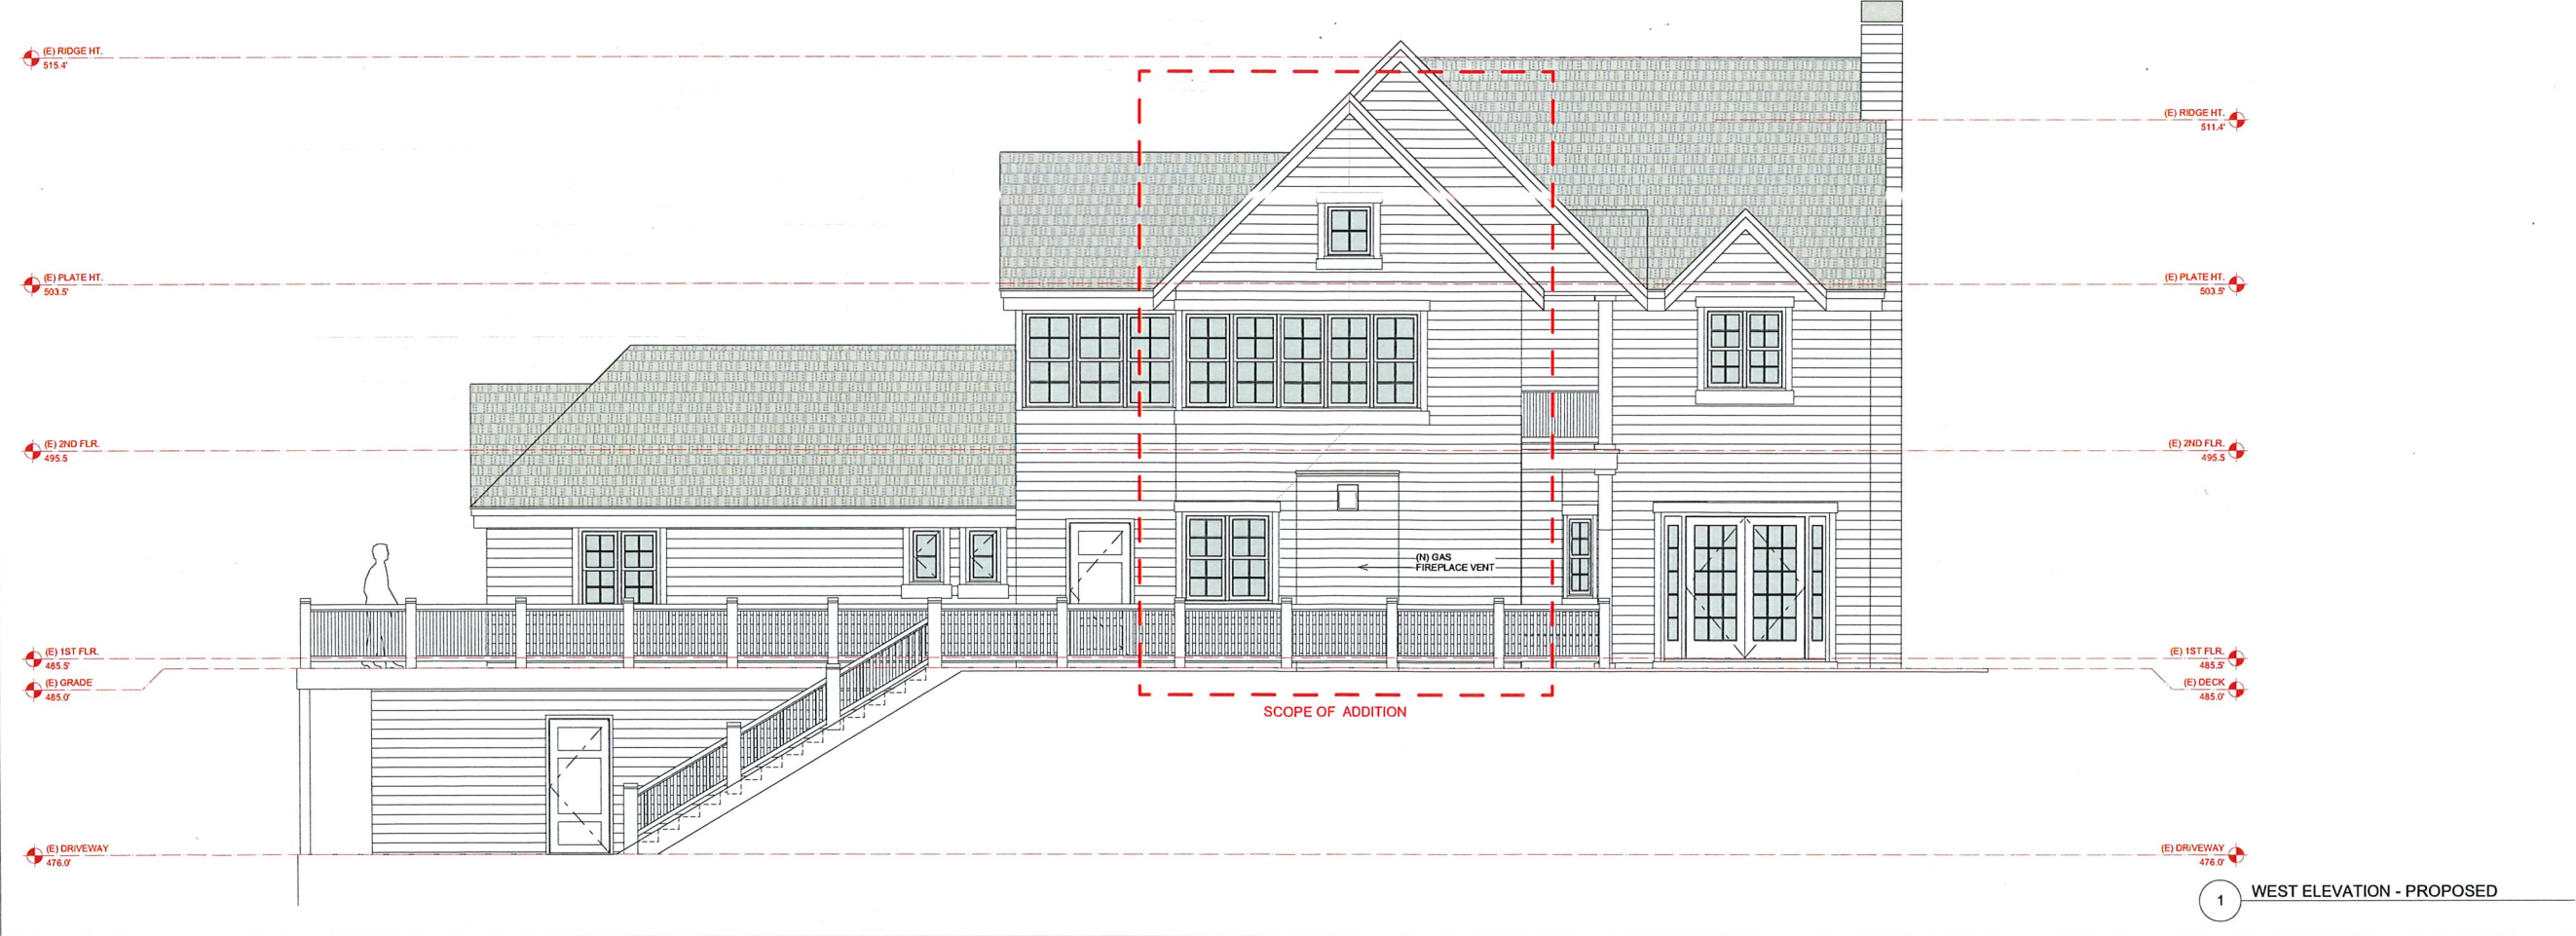 (E) RIDGE HT.
515.4'
(E) RIDGE HT.
511.4'
(E) PLATE HT.
503.5'
(E) PLATE HT.
503.5'
(E) 2ND FLR.
495.5
(E) 2ND FLR.
495.5
(N) GAS
FIREPLACE VENT
(E) 1ST FLR.
485.5'
(E) 1ST FLR.
485.5'
(E) GRADE
485.0'
(E) DECK
485.0'
SCOPE OF ADDITION
(E) DRIVEWAY
476.0'
(E) DRIVEWAY
476.0'
1
WEST ELEVATION - PROPOSED